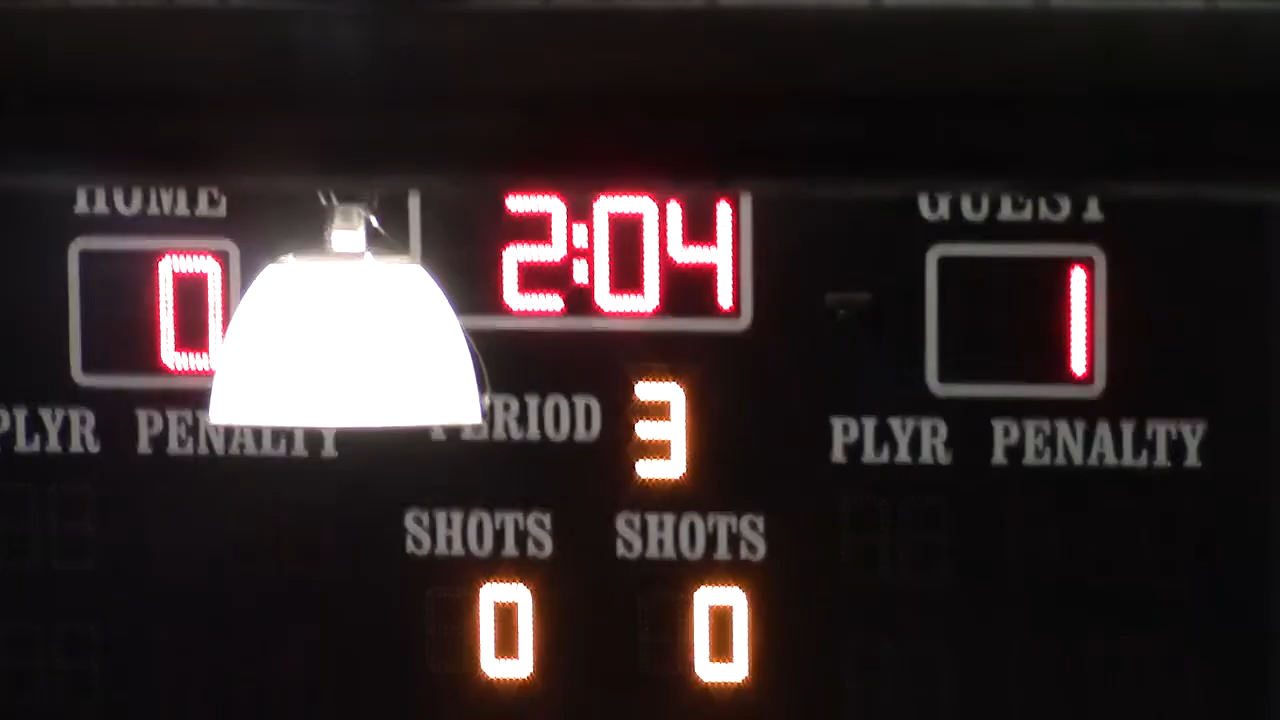 HOME 2:04 GUEST
0 1
PERIOD 3
PLYR PENALTY PLYR PENALTY
SHOTS SHOTS
0 0